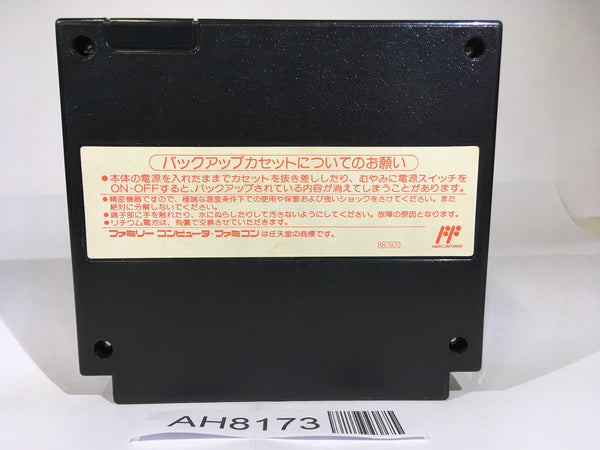 バックアップカセットについてのお願い
●本体の電源を入れたままでカセットを抜き差ししたり、むやみに電源スイッチを
ON・OFFすると、バックアップされている内容が消えてしまうことがあります。
●精密機器ですので、極端な温度条件下での使用や保管および強いショックをさけてください。また
絶対に分解しないでください。
●端子部に手を触れたり、水にぬらしたりして汚さないようにしてください。故障の原因となります。
●リチウム電池は、有償で交換させていただきます。
ファミリーコンピュータ・ファミコンは任天堂の商標です。
880920
AH8173